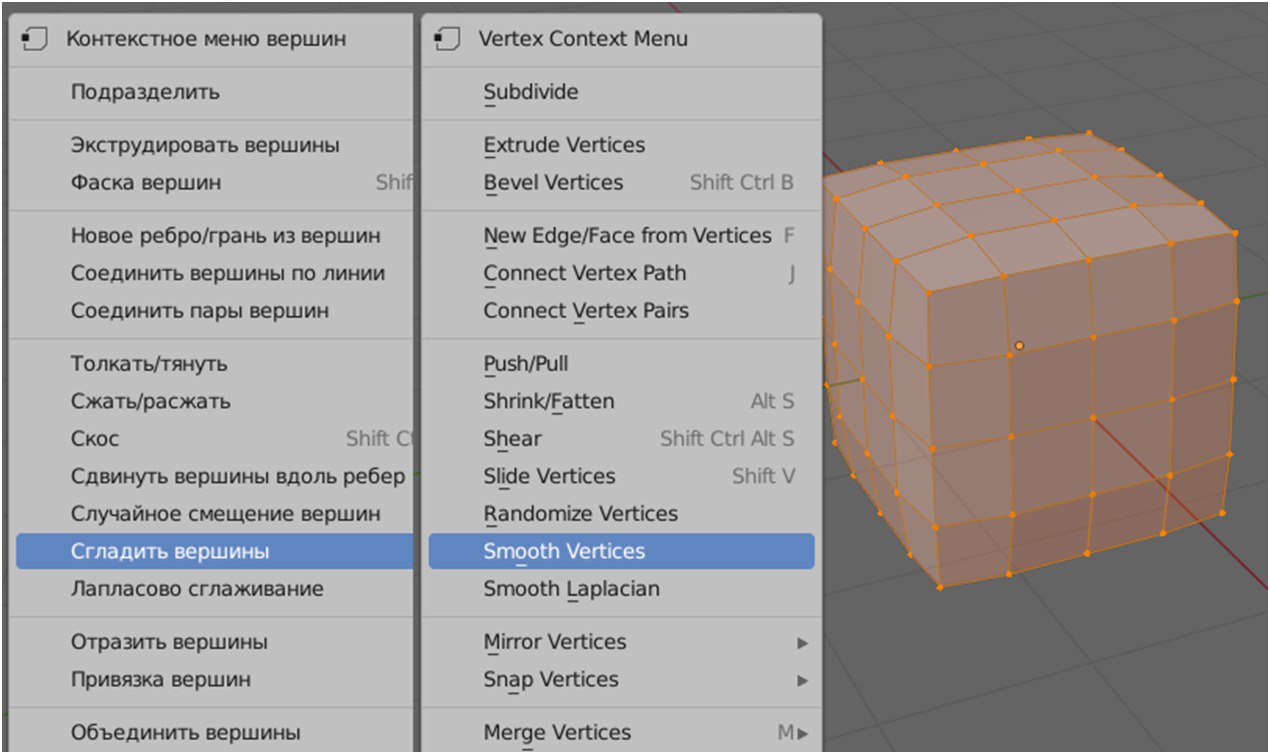 Контекстное меню вершин
Подразделить
Экструдировать вершины
Фаска вершин Shif
Новое ребро/грань из вершин
Соединить вершины по линии
Соединить пары вершин
Толкать/тянуть
Сжать/расжать
Скос Shift Ct
Сдвинуть вершины вдоль ребер
Случайное смещение вершин
Сгладить вершины
Лапласово сглаживание
Отразить вершины
Привязка вершин
Объединить вершины
Vertex Context Menu
Subdivide
Extrude Vertices
Bevel Vertices Shift Ctrl B
New Edge/Face from Vertices F
Connect Vertex Path J
Connect Vertex Pairs
Push/Pull
Shrink/Fatten Alt S
Shear Shift Ctrl Alt S
Slide Vertices Shift V
Randomize Vertices
Smooth Vertices
Smooth Laplacian
Mirror Vertices
Snap Vertices
Merge Vertices M